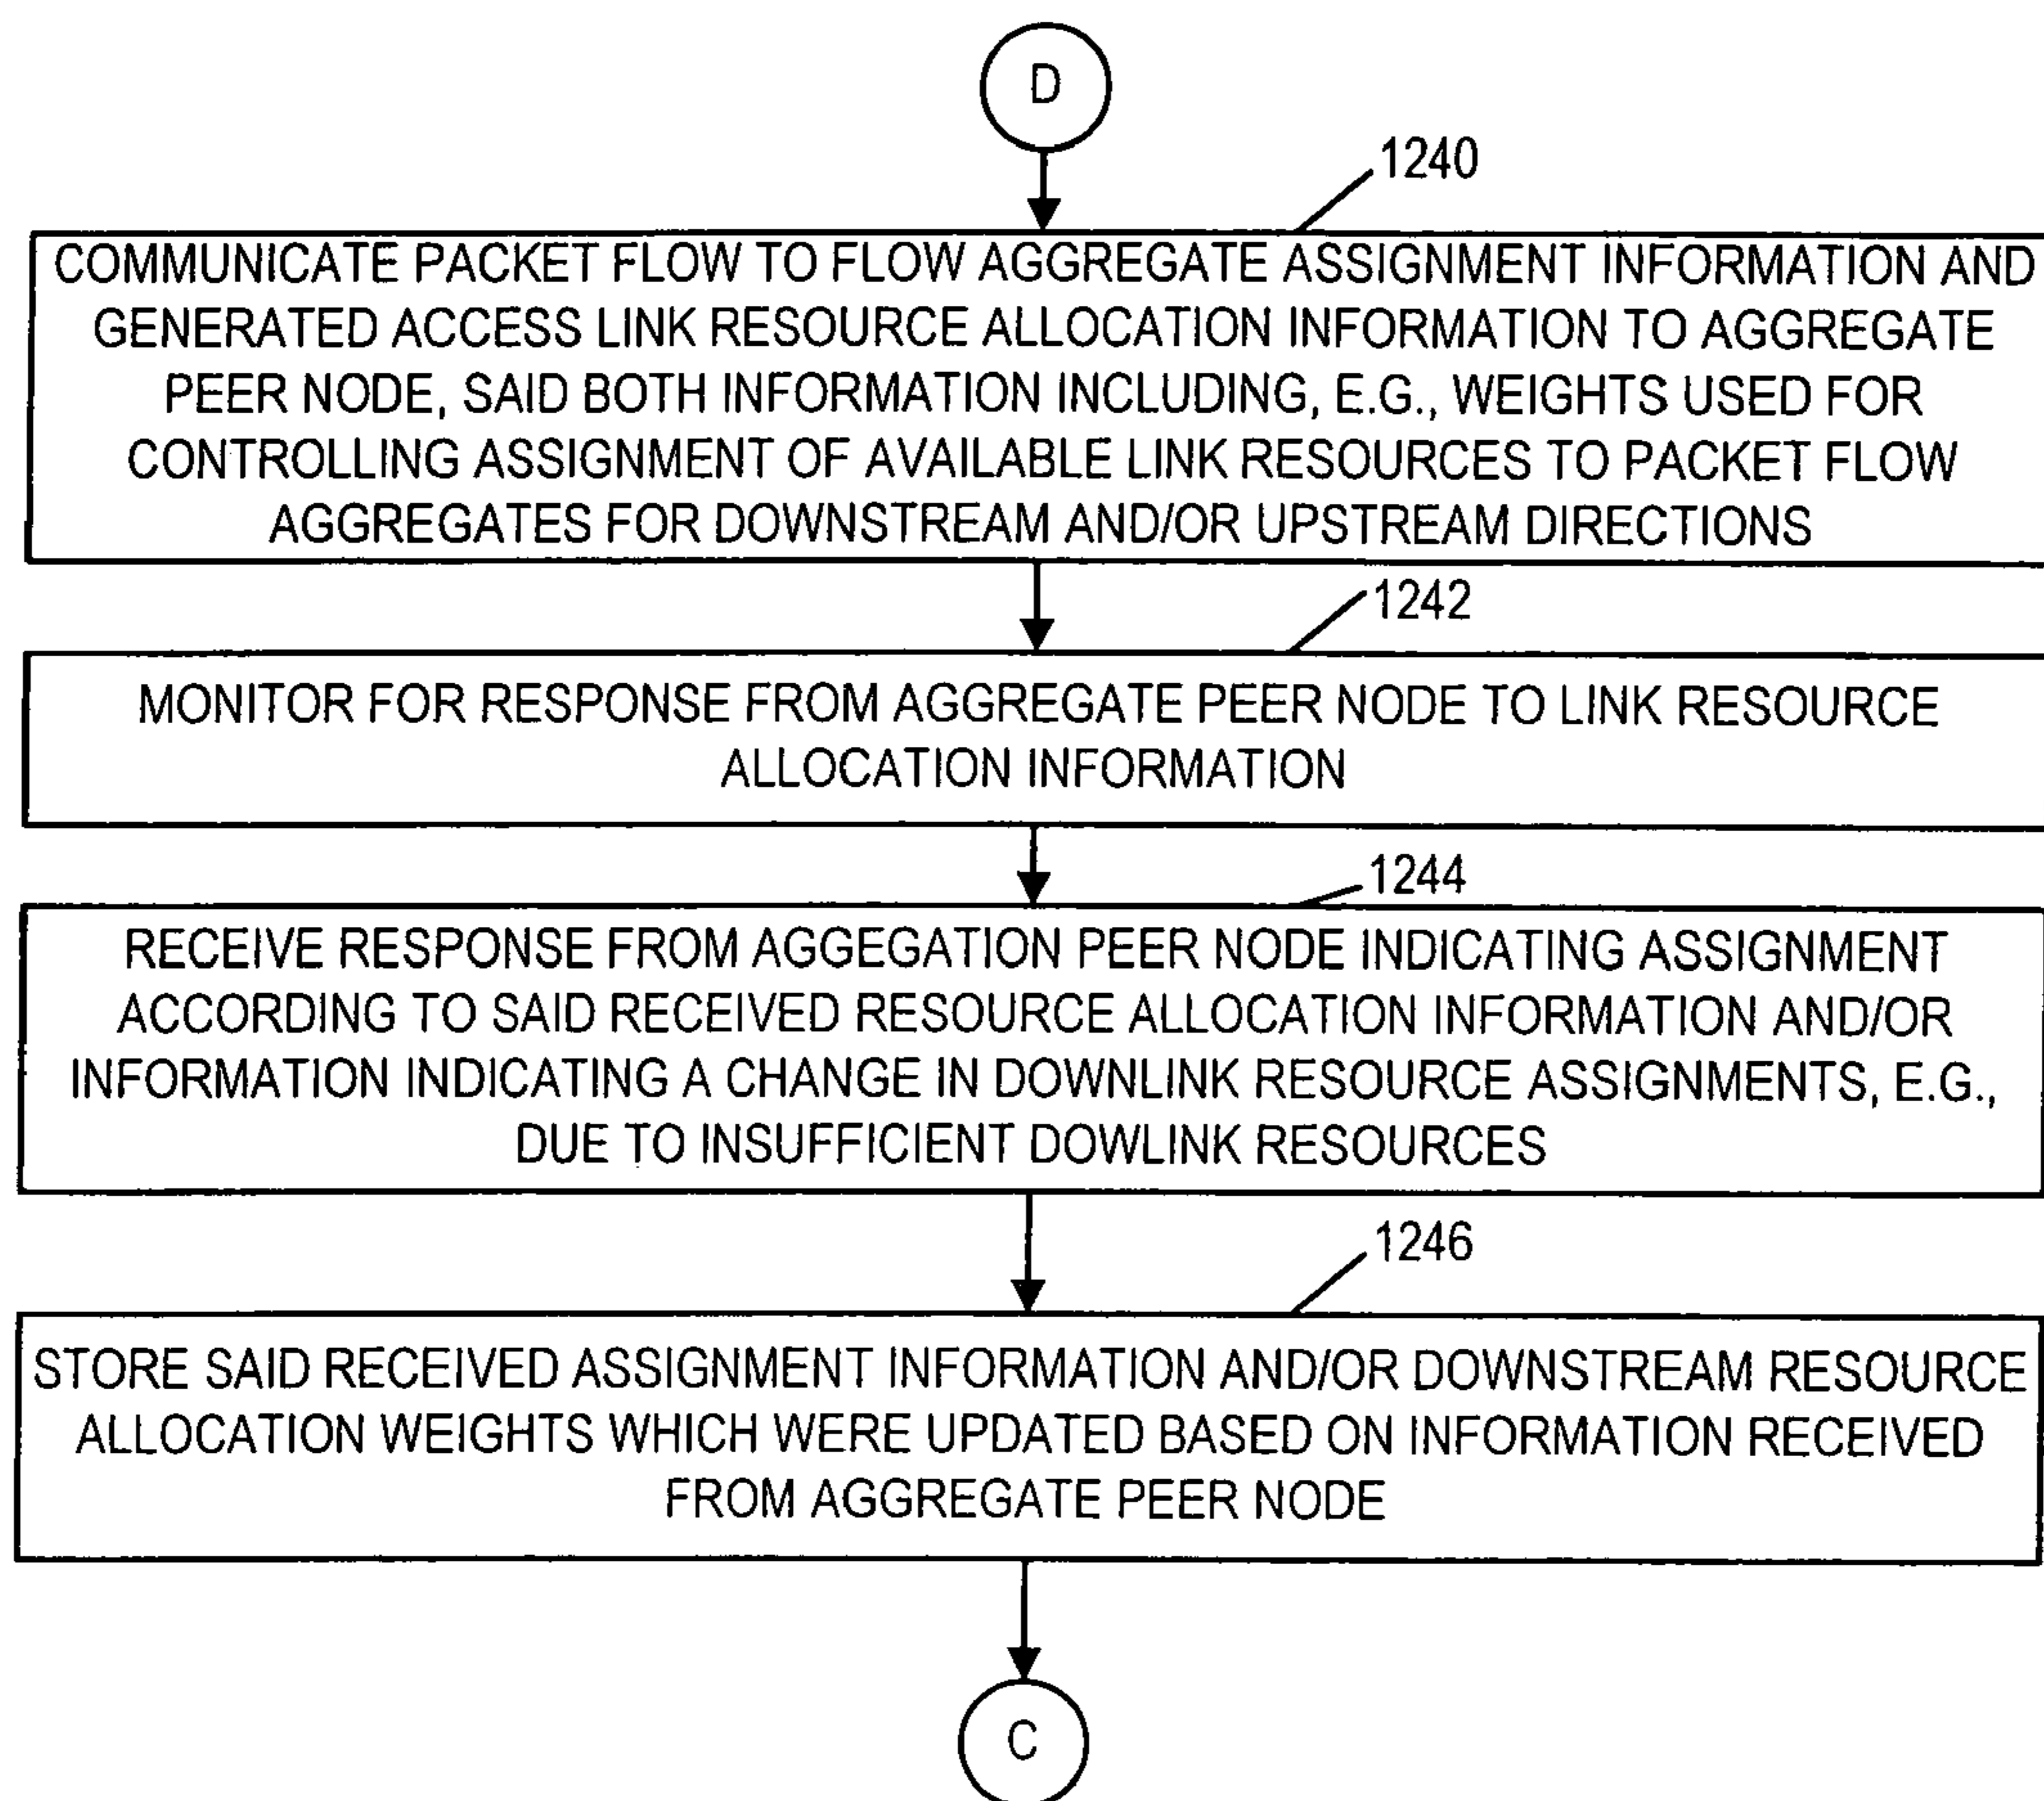 D
1240
COMMUNICATE PACKET FLOW TO FLOW AGGREGATE ASSIGNMENT INFORMATION AND
GENERATED ACCESS LINK RESOURCE ALLOCATION INFORMATION TO AGGREGATE
PEER NODE, SAID BOTH INFORMATION INCLUDING, E.G., WEIGHTS USED FOR
CONTROLLING ASSIGNMENT OF AVAILABLE LINK RESOURCES TO PACKET FLOW
AGGREGATES FOR DOWNSTREAM AND/OR UPSTREAM DIRECTIONS
1242
MONITOR FOR RESPONSE FROM AGGREGATE PEER NODE TO LINK RESOURCE
ALLOCATION INFORMATION
1244
RECEIVE RESPONSE FROM AGGEGATION PEER NODE INDICATING ASSIGNMENT
ACCORDING TO SAID RECEIVED RESOURCE ALLOCATION INFORMATION AND/OR
INFORMATION INDICATING A CHANGE IN DOWNLINK RESOURCE ASSIGNMENTS, E.G.,
DUE TO INSUFFICIENT DOWLINK RESOURCES
1246
STORE SAID RECEIVED ASSIGNMENT INFORMATION AND/OR DOWNSTREAM RESOURCE
ALLOCATION WEIGHTS WHICH WERE UPDATED BASED ON INFORMATION RECEIVED
FROM AGGREGATE PEER NODE
C